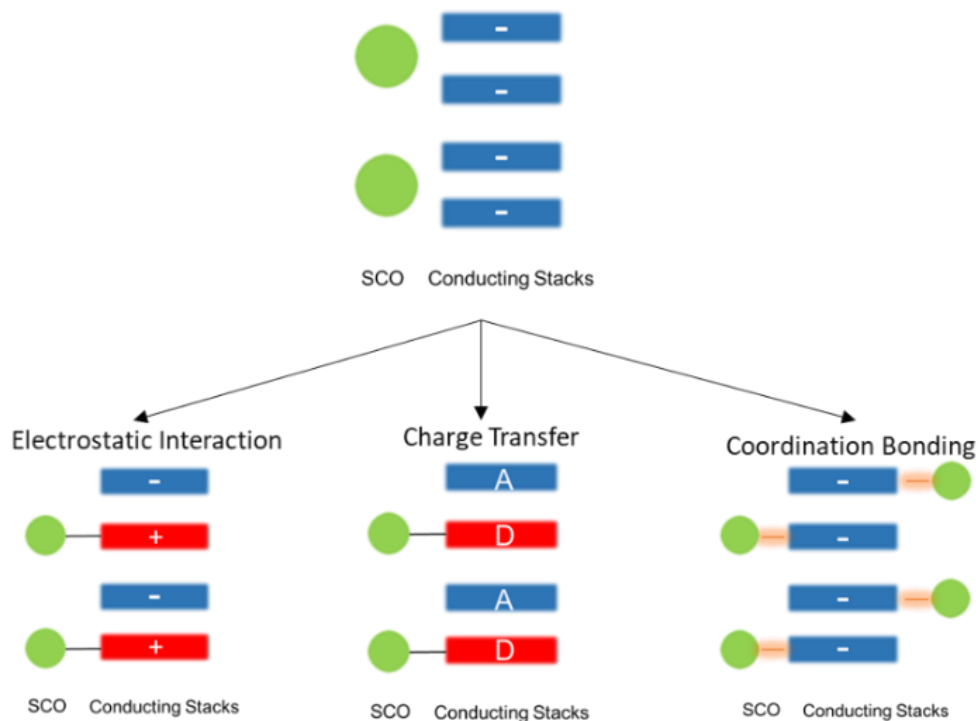 -
-
-
-
SCO Conducting Stacks
Electrostatic Interaction Charge Transfer Coordination Bonding
- A -
+ D -
- A -
+ D -
SCO Conducting Stacks SCO Conducting Stacks SCO Conducting Stacks